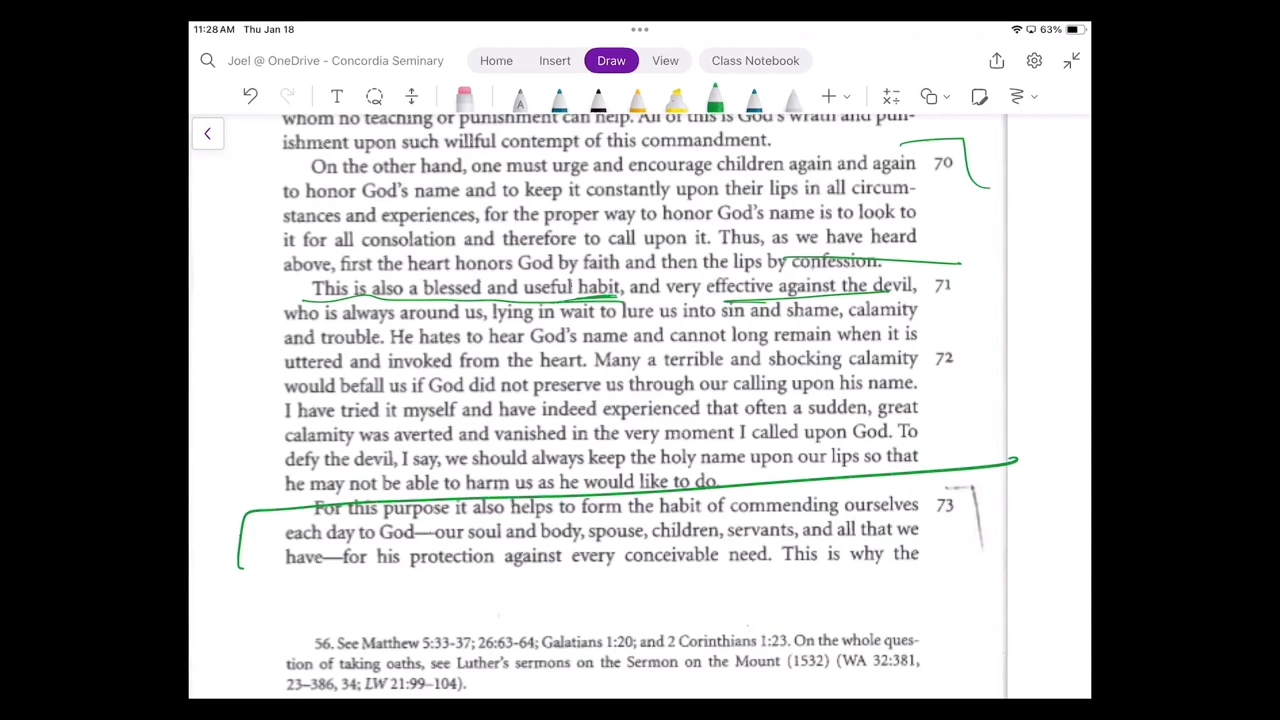 11:28 AM Thu Jan 18
63%
Joel @ OneDrive - Concordia Seminary
Home Insert Draw View Class Notebook
whom no teaching or punishment can help. All of this is God's wrath and pun-
ishment upon such willful contempt of this commandment.
On the other hand, one must urge and encourage children again and again 70
to honor God's name and to keep it constantly upon their lips in all circum-
stances and experiences, for the proper way to honor God's name is to look to
it for all consolation and therefore to call upon it. Thus, as we have heard
above, first the heart honors God by faith and then the lips by confession.
This is also a blessed and useful habit, and very effective against the devil, 71
who is always around us, lying in wait to lure us into sin and shame, calamity
and trouble. He hates to hear God's name and cannot long remain when it is
uttered and invoked from the heart. Many a terrible and shocking calamity 72
would befall us if God did not preserve us through our calling upon his name.
I have tried it myself and have indeed experienced that often a sudden, great
calamity was averted and vanished in the very moment I called upon God. To
defy the devil, I say, we should always keep the holy name upon our lips so that
he may not be able to harm us as he would like to do.
For this purpose it also helps to form the habit of commending ourselves 73
each day to God—our soul and body, spouse, children, servants, and all that we
have—for his protection against every conceivable need. This is why the
56. See Matthew 5:33-37; 26:63-64; Galatians 1:20; and 2 Corinthians 1:23. On the whole ques-
tion of taking oaths, see Luther's sermons on the Sermon on the Mount (1532) (WA 32:381,
23–386, 34; LW 21:99–104).